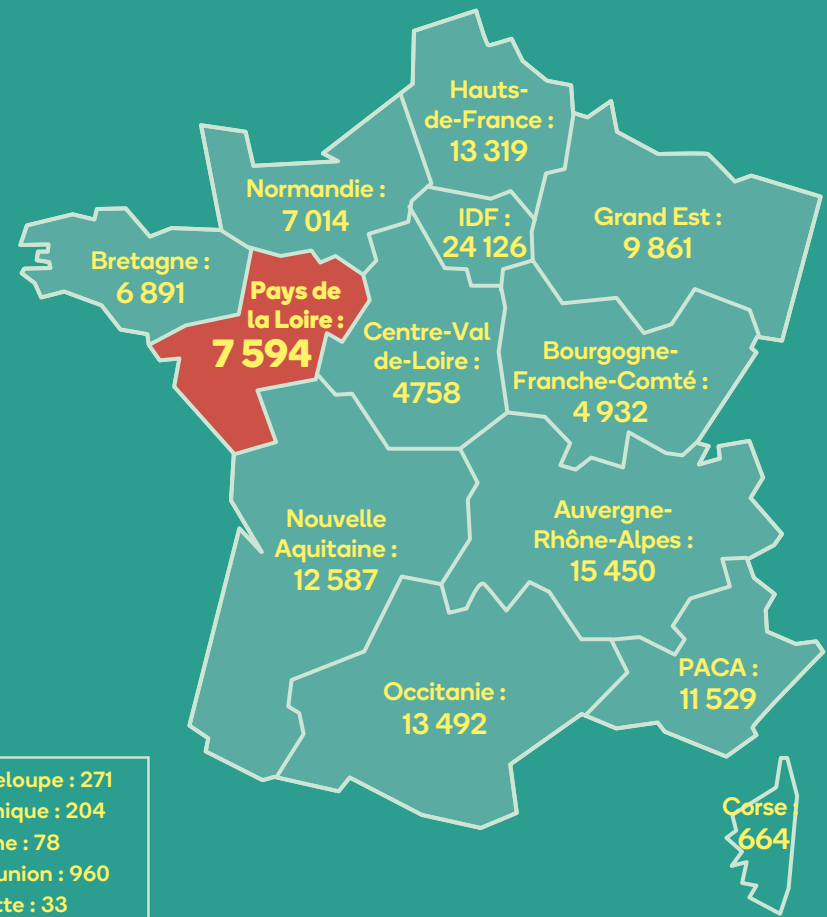 Hauts-
de-France :
13 319
Normandie :
7 014
IDF :
24 126
Grand Est :
9 861
Bretagne :
6 891
Pays de
la Loire :
7 594
Centre-Val
de-Loire :
4758
Bourgogne-
Franche-Comté :
4 932
Nouvelle
Aquitaine :
12 587
Auvergne-
Rhône-Alpes :
15 450
Occitanie :
13 492
PACA :
11 529
Corse :
664
eloupe : 271
nique : 204
ne : 78
union : 960
tte : 33